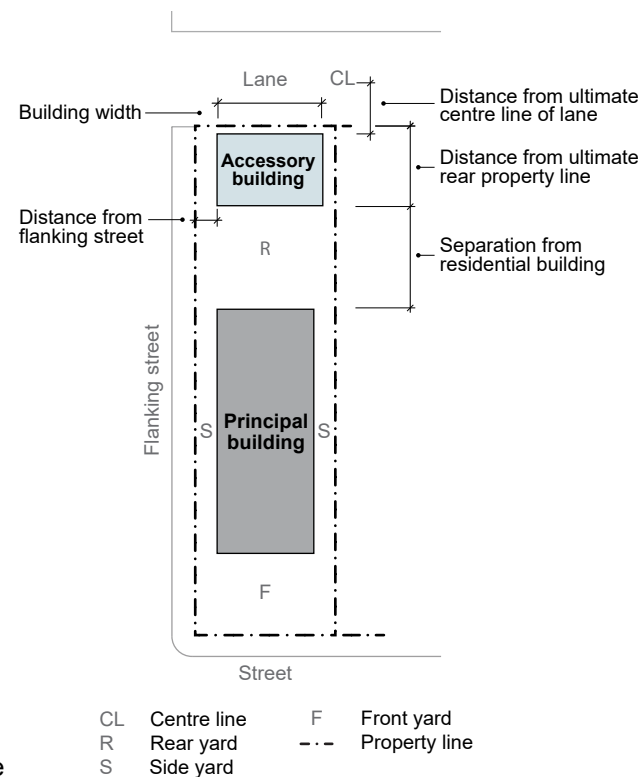 Lane
CL
Building width
Distance from ultimate
centre line of lane
Accessory
building
Distance from ultimate
rear property line
Distance from
flanking street
R
Separation from
residential building
Flanking street
S
Principal
building
S
F
Street
CL Centre line
F Front yard
R Rear yard
Property line
S Side yard
e